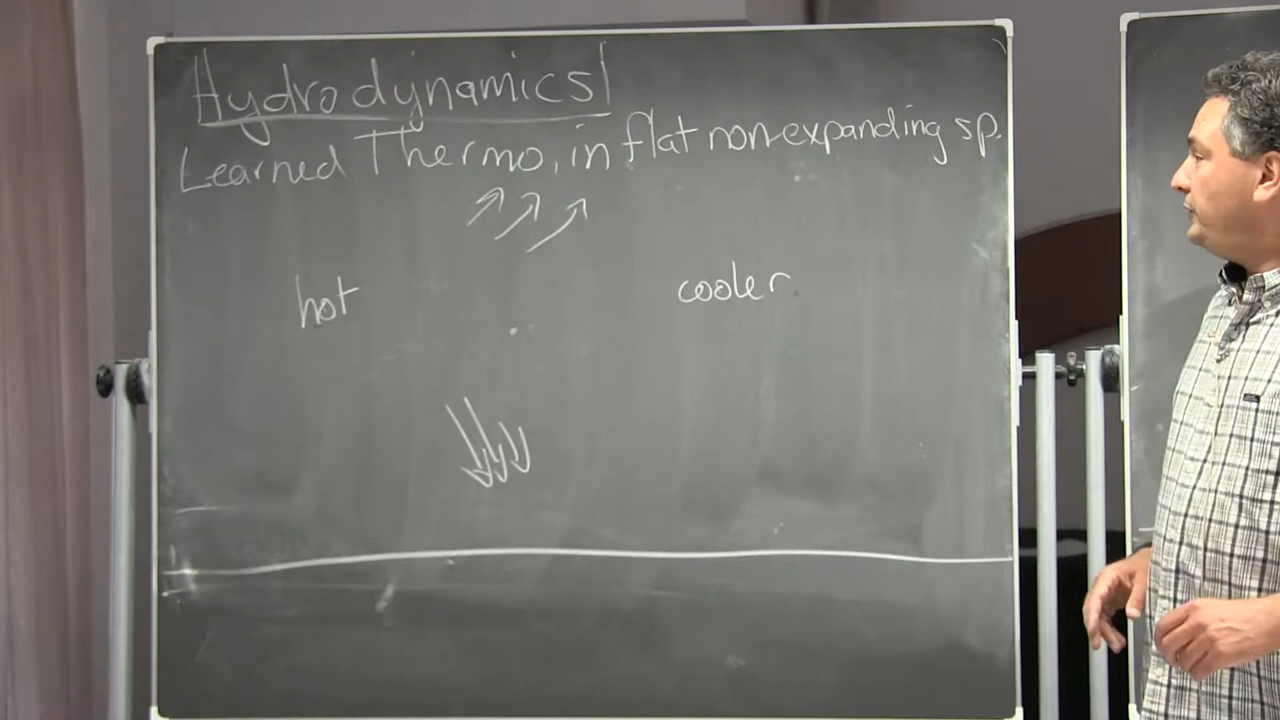 Hydrodynamics
Learned Thermo, in flat non-expanding sp.
hot
cooler